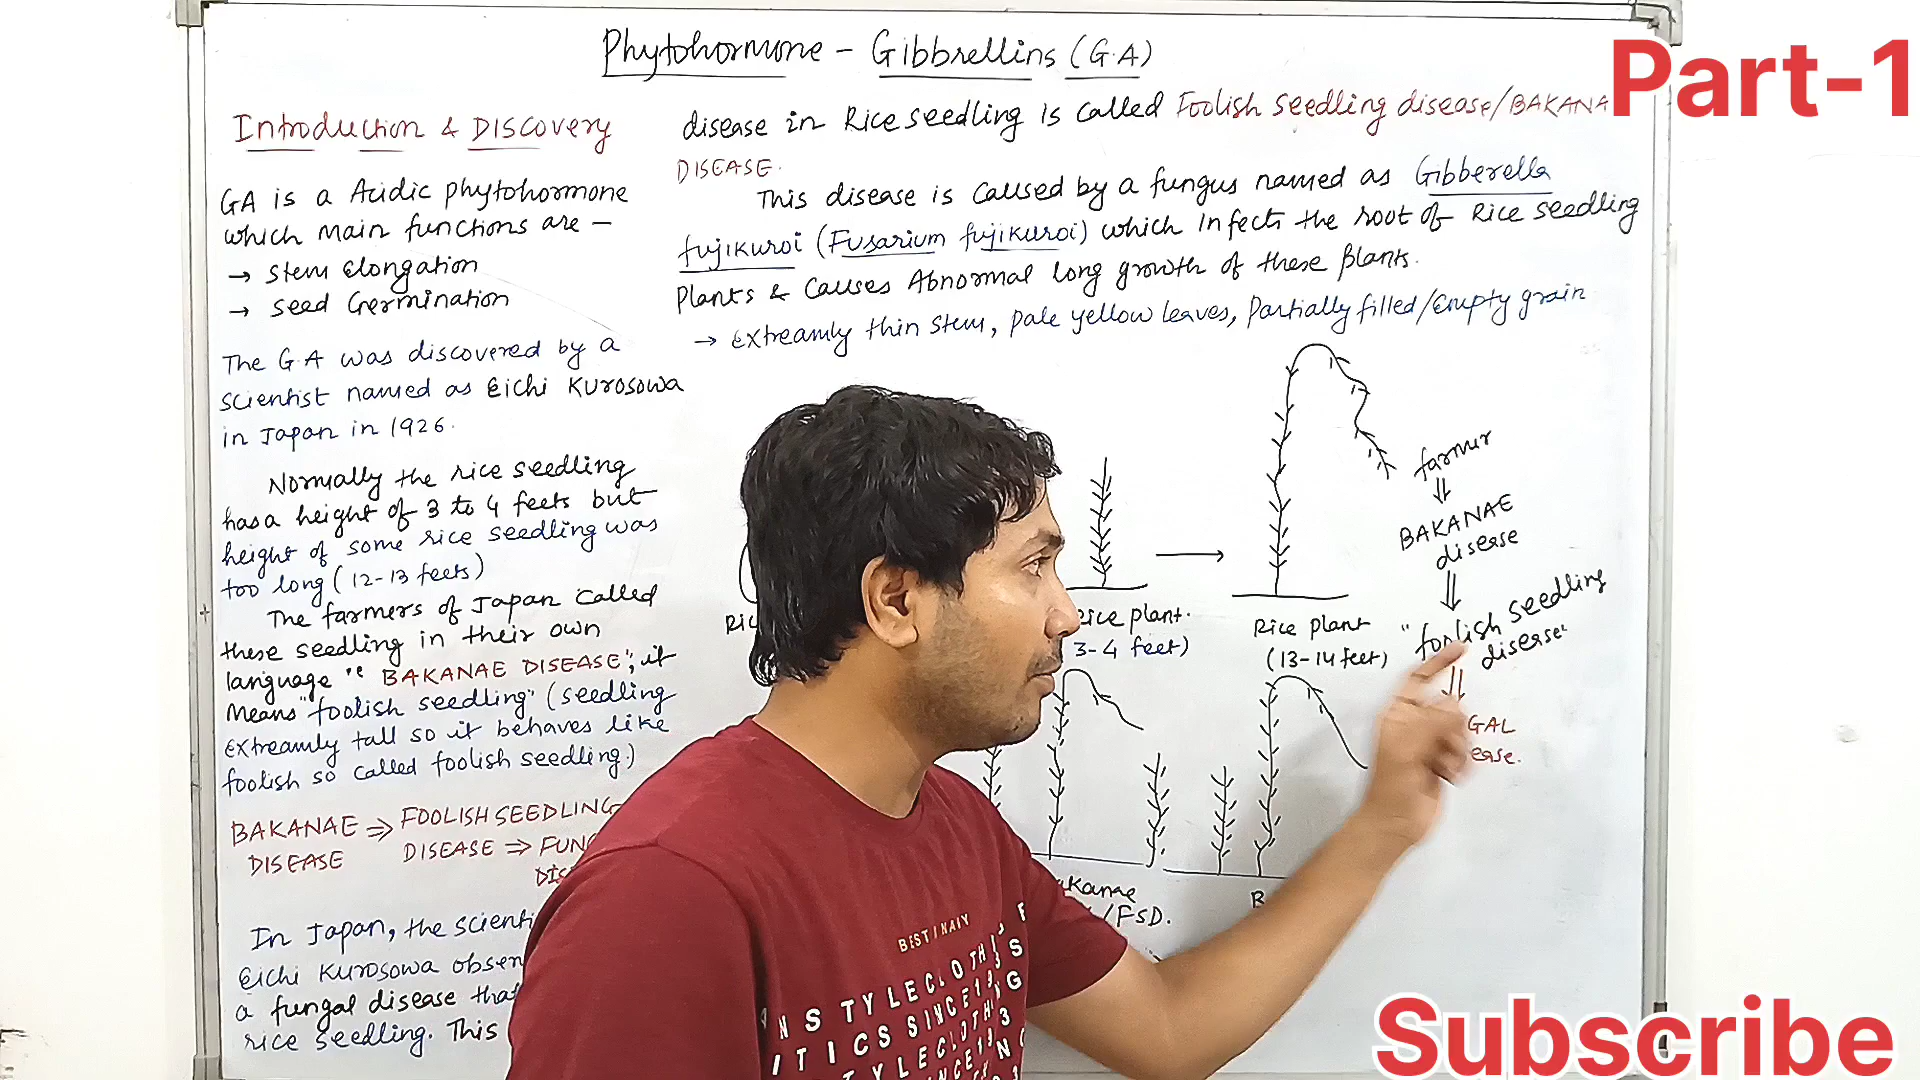 Phytohormone - Gibbrellins (G.A)
Part-1
Introduction & DISCOVERY
GA is a Acidic phytohormone
which main functions are -
→ Stem Elongation
→ Seed Germination
The G.A was discovered by a
scientist named as Eichi Kurosowa
in Japan in 1926.
Normally the rice seedling
has a height of 3 to 4 feets but
height of some rice seedling was
too long (12-13 feets)
The farmers of Japan called
these seedling in their own
language "BAKANAE DISEASE", it
Means "foolish seedling" (seedling
extreamly tall so it behaves like
foolish so called foolish seedling.)
BAKANAE ⇒ FOOLISH SEEDLING
DISEASE DISEASE ⇒
In Japan, the
Eichi Kurosowa
a fungal disease
rice seedling. This
disease in Rice seedling is called Foolish seedling disease/
DISEASE.
This disease is caused by a fungus named as Gibberella
fujikuroi (Fusarium fujikuroi) which Infects the root of Rice seedling
Plants & Causes Abnormal long growth of these plants.
→ extreamly thin stem, pale yellow leaves, Partially filled/Empty grain
farmer
⇓
BAKANAE
disease
⇓
"foolish seedling
disease"
⇓
GAL
ease.
plant.
3-4 feet)
Rice plant
(13-14 feet)
/FSD.
B
BESTINAIY
Subscribe